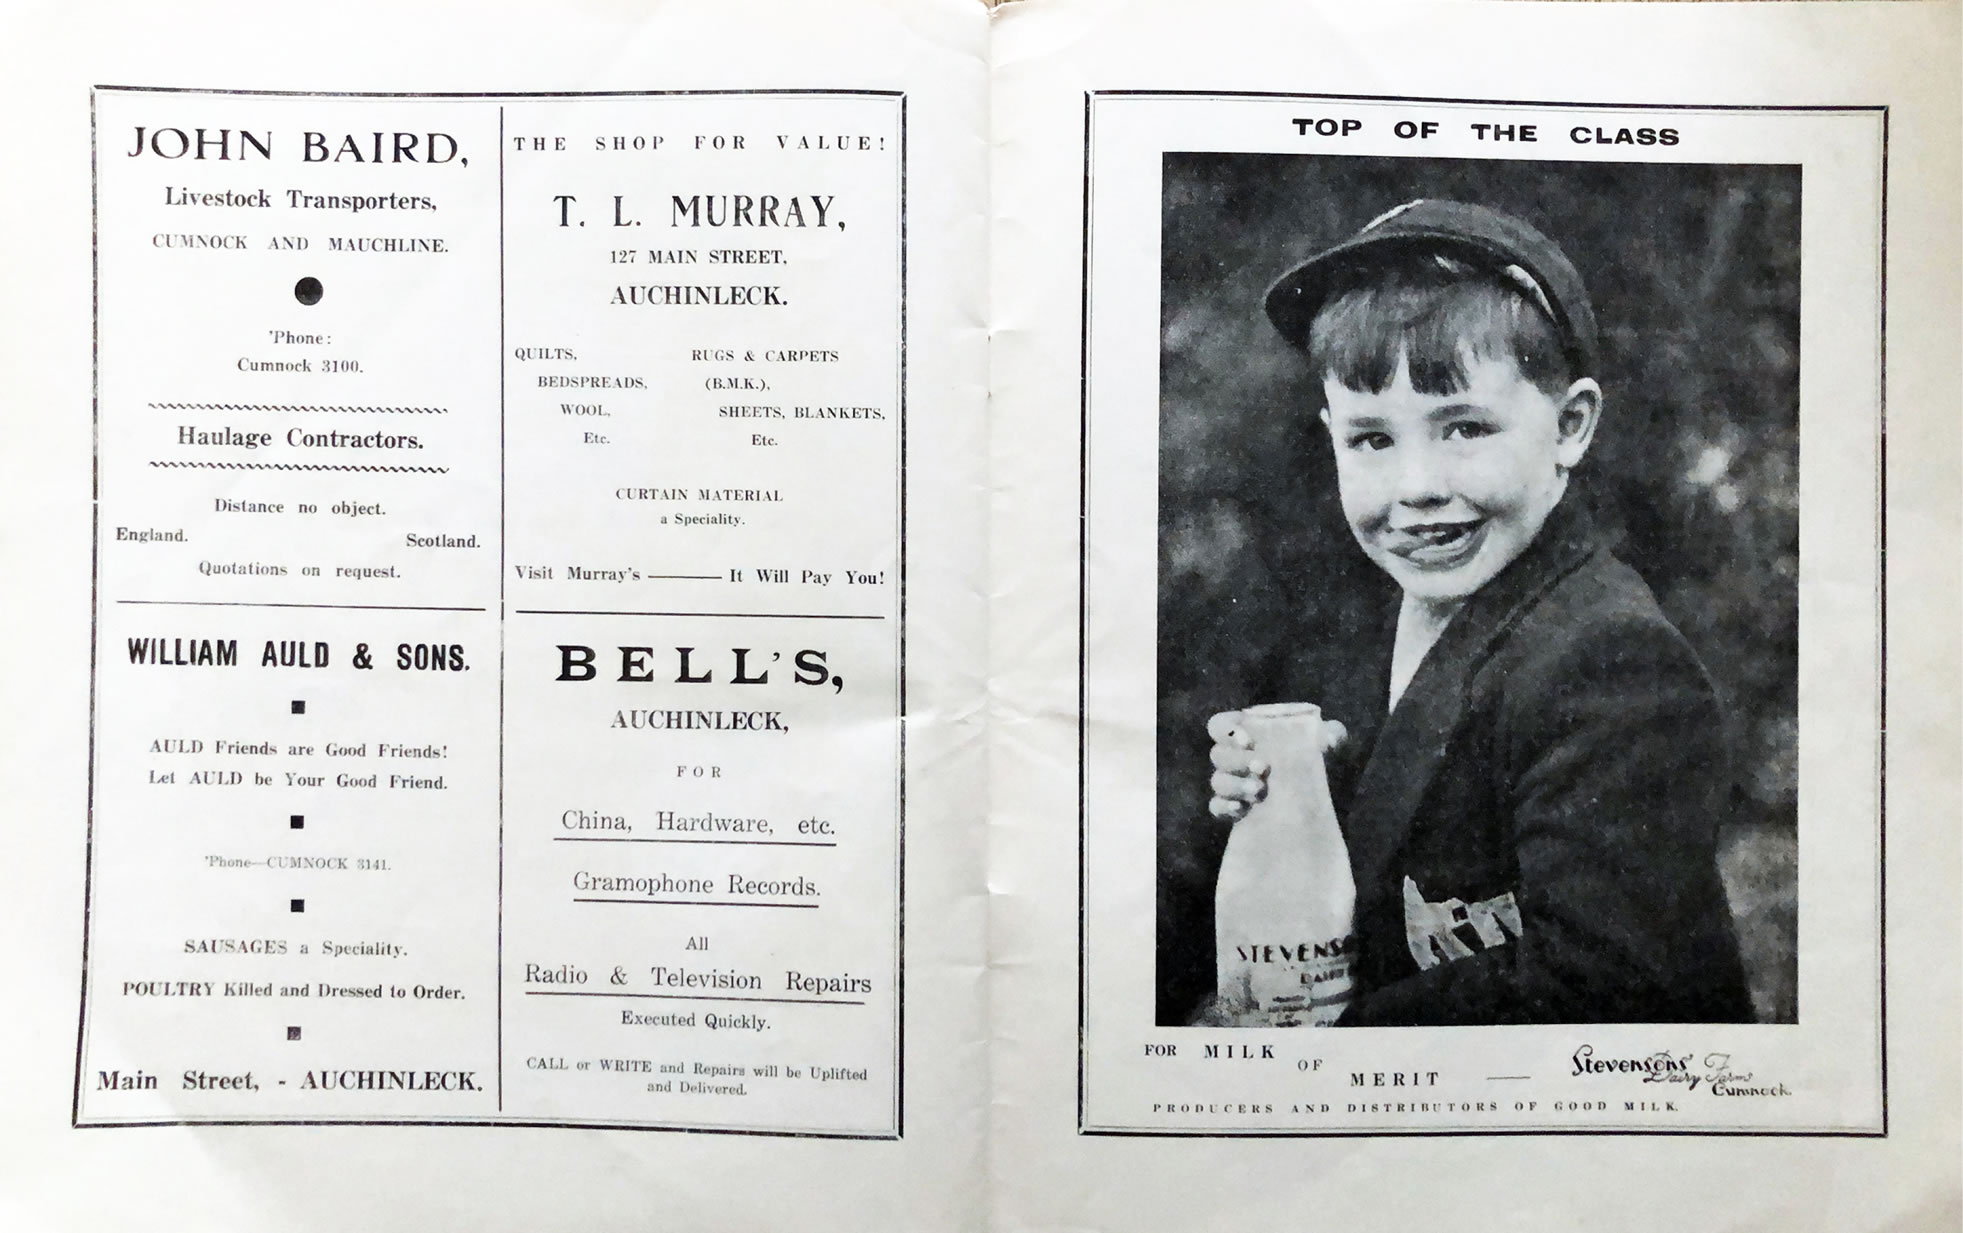 JOHN BAIRD,
Livestock Transporters,
CUMNOCK AND MAUCHLINE.
'Phone:
Cumnock 3100.
Haulage Contractors.
Distance no object.
England.
Scotland.
Quotations on request.
WILLIAM AULD & SONS.
AULD Friends are Good Friends!
Let AULD be Your Good Friend.
'Phone—CUMNOCK 3141.
SAUSAGES a Speciality.
POULTRY Killed and Dressed to Order.
Main Street, - AUCHINLECK.
THE SHOP FOR VALUE!
T. L. MURRAY,
127 MAIN STREET,
AUCHINLECK.
QUILTS,
BEDSPREADS,
WOOL,
Etc.
RUGS & CARPETS
(B.M.K.),
SHEETS, BLANKETS,
Etc.
CURTAIN MATERIAL
a Speciality.
Visit Murray's ——— It Will Pay You!
BELL'S,
AUCHINLECK,
FOR
China, Hardware, etc.
Gramophone Records.
All
Radio & Television Repairs
Executed Quickly.
CALL or WRITE and Repairs will be Uplifted
and Delivered.
TOP OF THE CLASS
STEVENS
FOR MILK
OF
MERIT ——
Stevensons'
Dairy Farms
Cumnock.
PRODUCERS AND DISTRIBUTORS OF GOOD MILK.